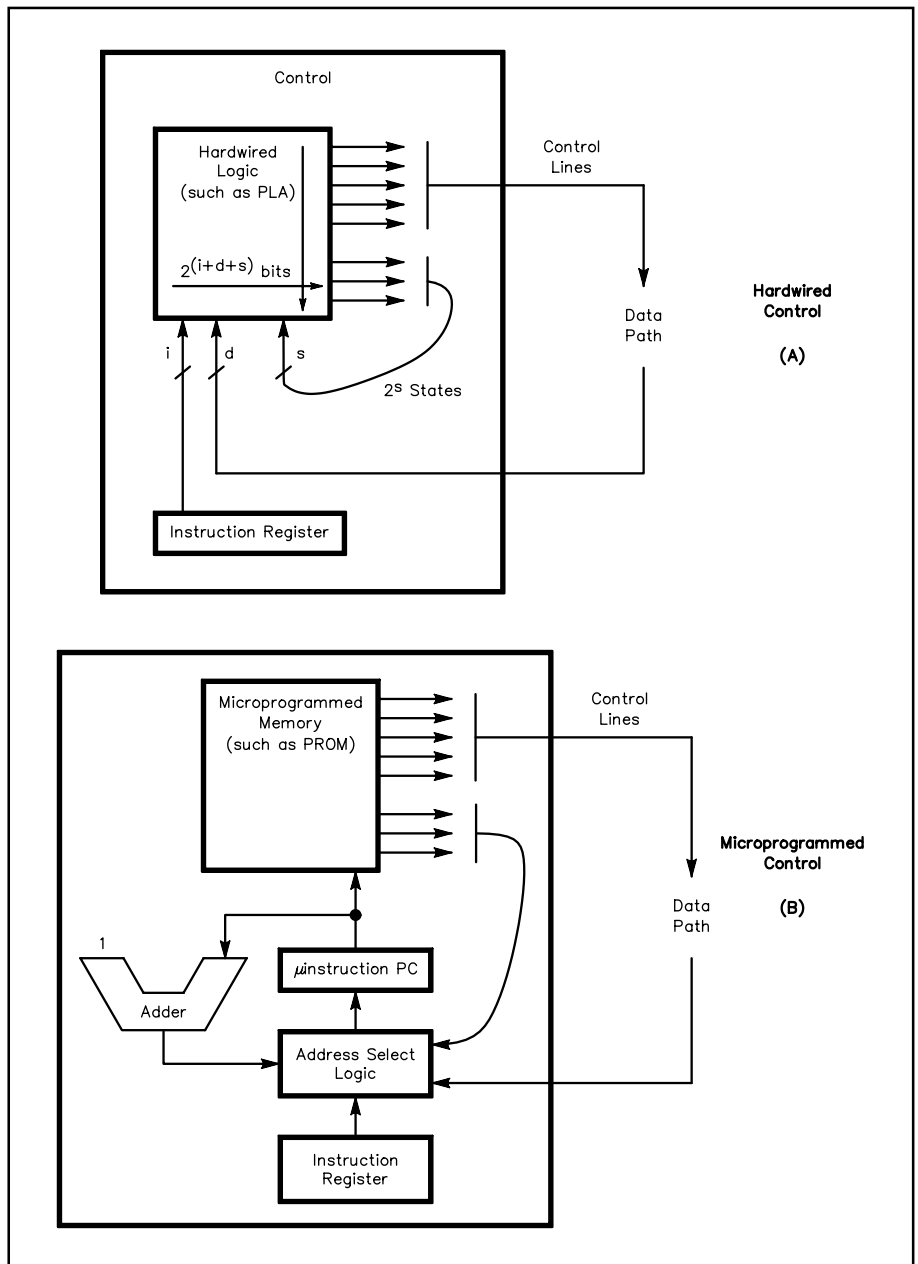 Control
Hardwired
Logic
(such as PLA)
2(i+d+s) bits
i
d
s
2s States
Instruction Register
Control
Lines
Data
Path
Hardwired
Control
(A)
Microprogrammed
Memory
(such as PROM)
1
Adder
μinstruction PC
Address Select
Logic
Instruction
Register
Control
Lines
Data
Path
Microprogrammed
Control
(B)